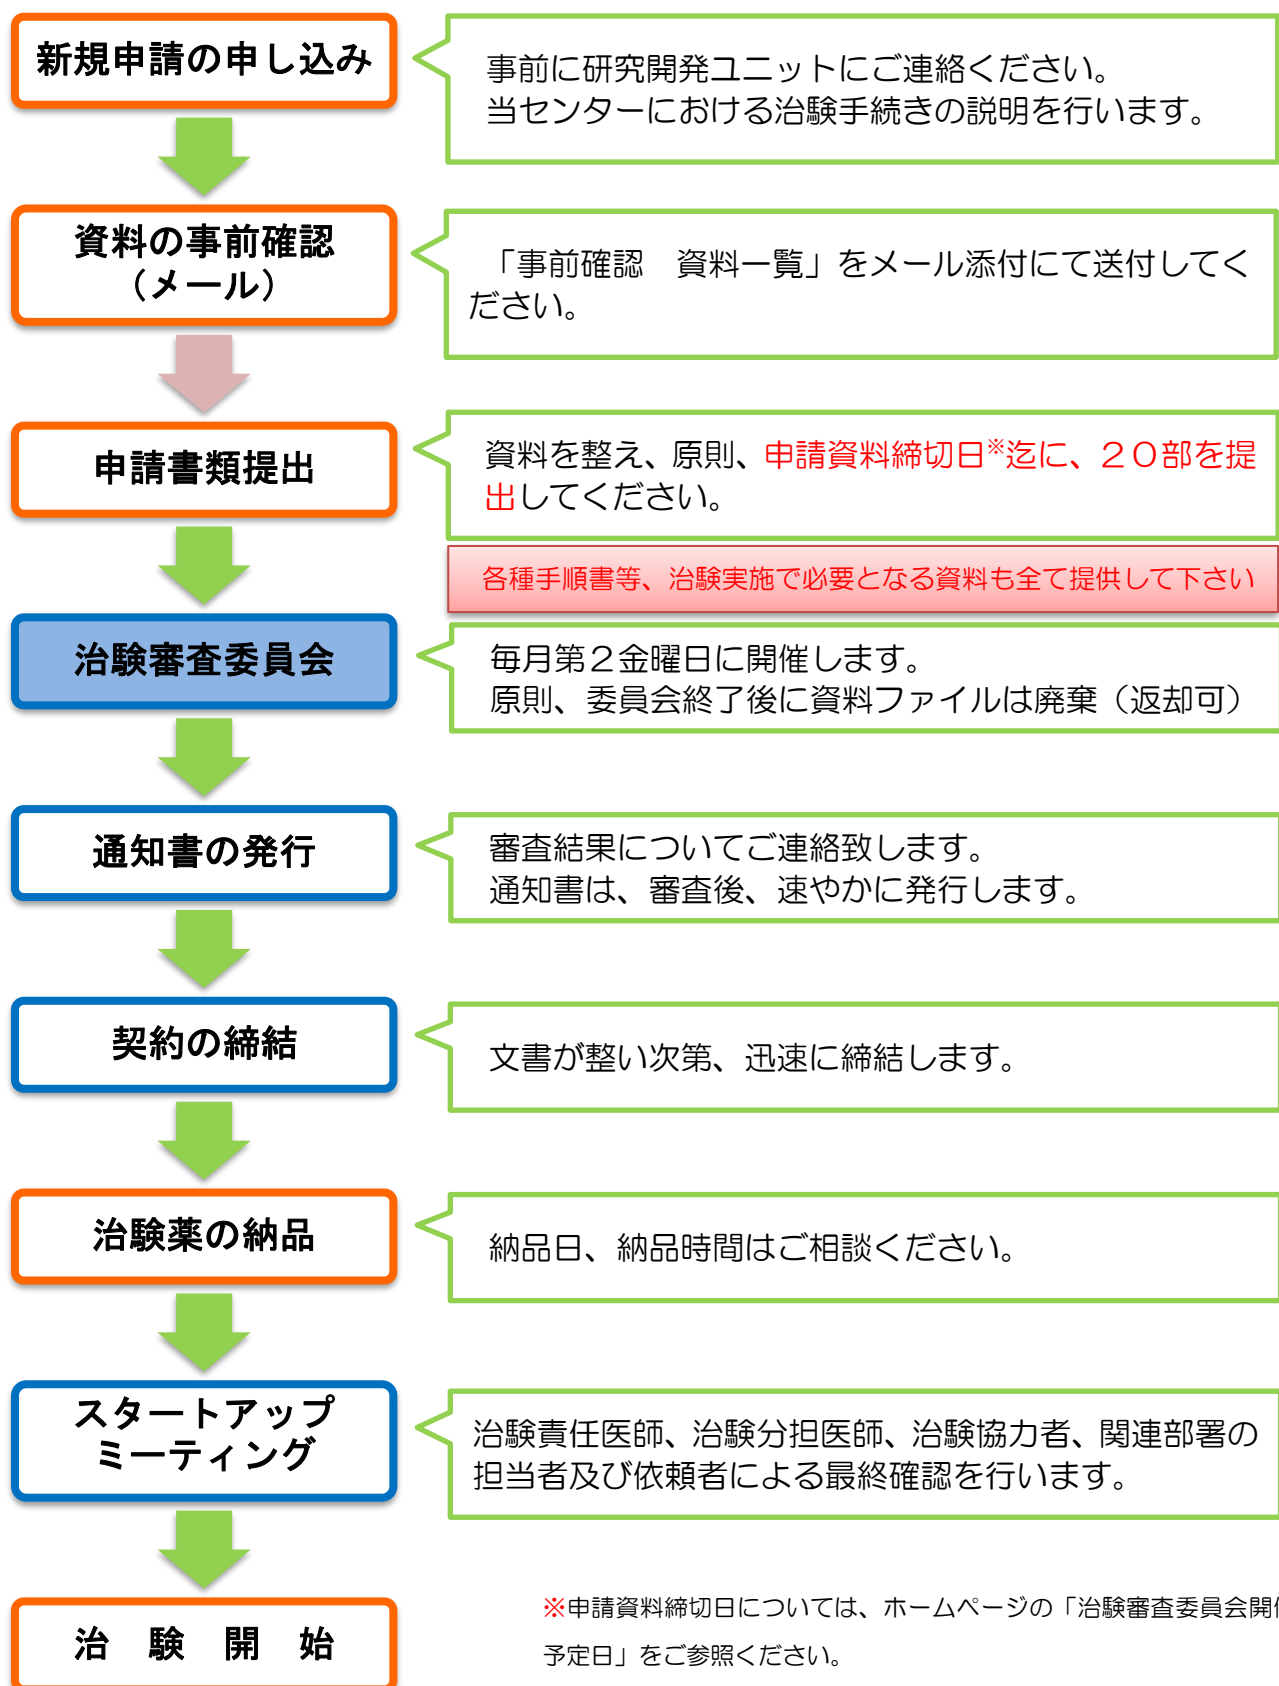 新規申請の申し込み
事前に研究開発ユニットにご連絡ください。
当センターにおける治験手続きの説明を行います。
資料の事前確認
（メール）
「事前確認　資料一覧」をメール添付にて送付してく
ださい。
申請書類提出
資料を整え、原則、申請資料締切日※迄に、２０部を提
出してください。
各種手順書等、治験実施で必要となる資料も全て提供して下さい
治験審査委員会
毎月第２金曜日に開催します。
原則、委員会終了後に資料ファイルは廃棄（返却可）
通知書の発行
審査結果についてご連絡致します。
通知書は、審査後、速やかに発行します。
契約の締結
文書が整い次第、迅速に締結します。
治験薬の納品
納品日、納品時間はご相談ください。
スタートアップ
ミーティング
治験責任医師、治験分担医師、治験協力者、関連部署の
担当者及び依頼者による最終確認を行います。
治　験　開　始
※申請資料締切日については、ホームページの「治験審査委員会開
予定日」をご参照ください。